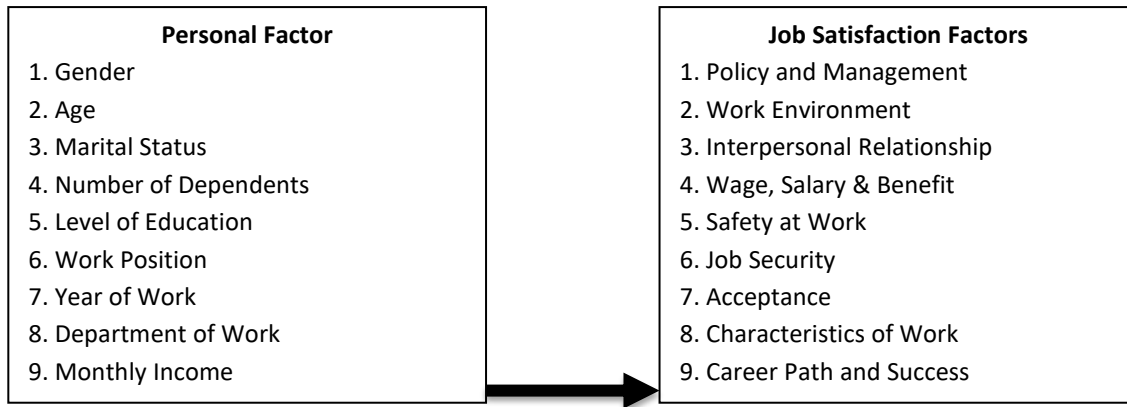 Personal Factor
1. Gender
2. Age
3. Marital Status
4. Number of Dependents
5. Level of Education
6. Work Position
7. Year of Work
8. Department of Work
9. Monthly Income
Job Satisfaction Factors
1. Policy and Management
2. Work Environment
3. Interpersonal Relationship
4. Wage, Salary & Benefit
5. Safety at Work
6. Job Security
7. Acceptance
8. Characteristics of Work
9. Career Path and Success